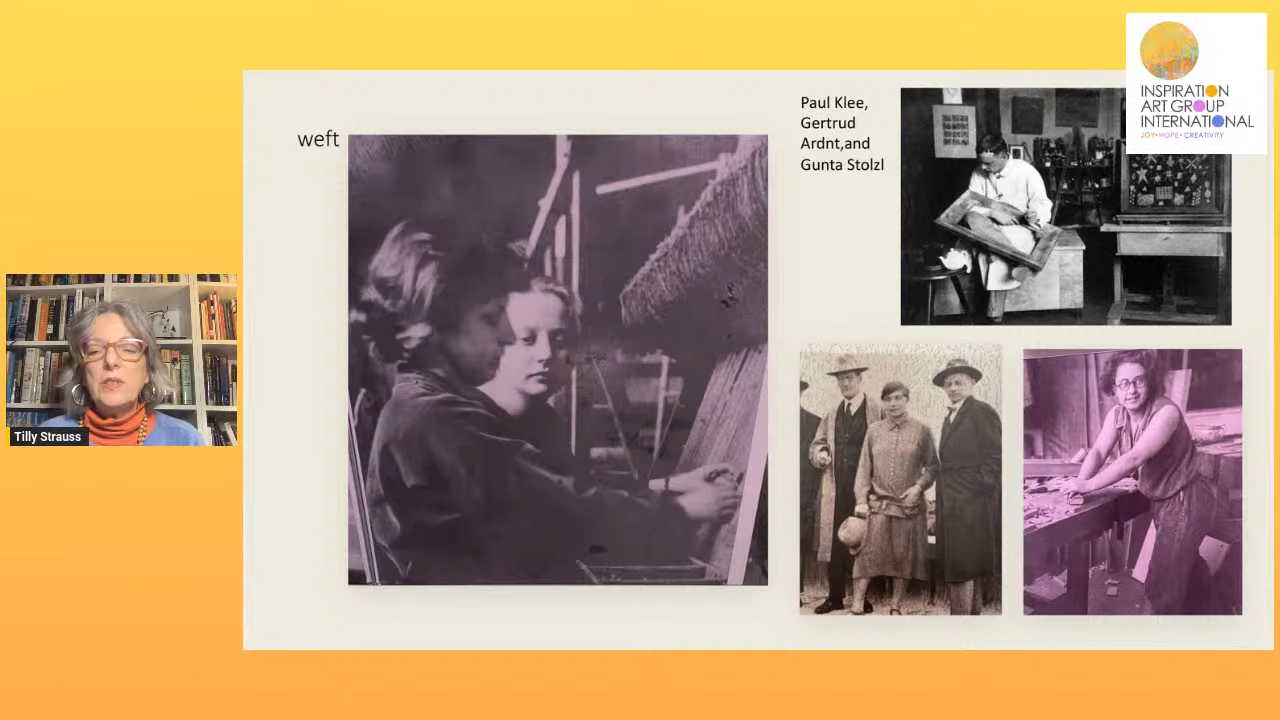 weft
Paul Klee,
Gertrud
Ardnt,and
Gunta Stolzl
INSPIRATION
ART GROUP
INTERNATIONAL
JOY • HOPE • CREATIVITY
Tilly Strauss